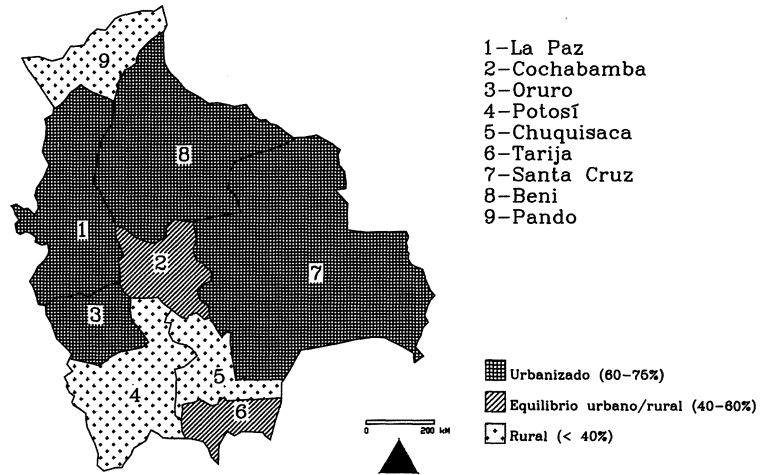 1-La Paz
2-Cochabamba
3-Oruro
4-Potosí
5-Chuquisaca
6-Tarija
7-Santa Cruz
8-Beni
9-Pando
9
8
1
2
7
3
5
4
6
Urbanizado (60-75%)
Equilibrio urbano/rural (40-60%)
Rural (< 40%)
0 200 kM